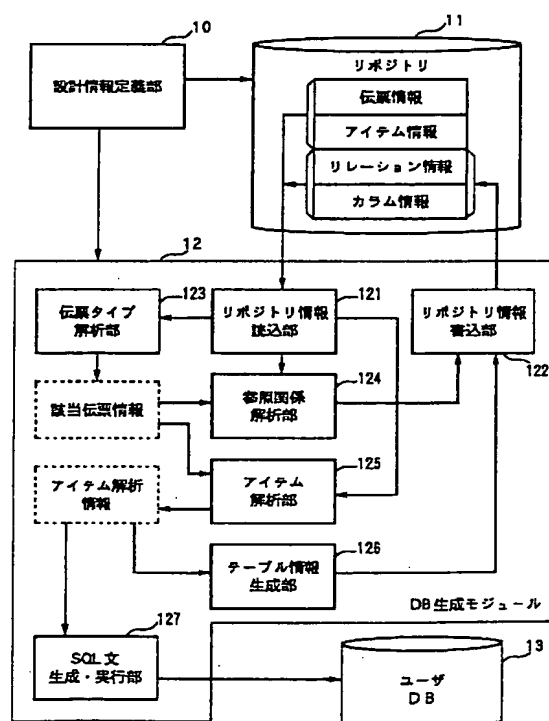 10
設計情報定義部
11
リポジトリ
伝票情報
アイテム情報
リレーション情報
カラム情報
12
123
伝票タイプ
解析部
121
リポジトリ情報
読込部
リポジトリ情報
書込部
122
該当伝票情報
124
参照関係
解析部
アイテム解析
情報
125
アイテム
解析部
126
テーブル情報
生成部
DB生成モジュール
127
SQL文
生成・実行部
13
ユーザ
DB